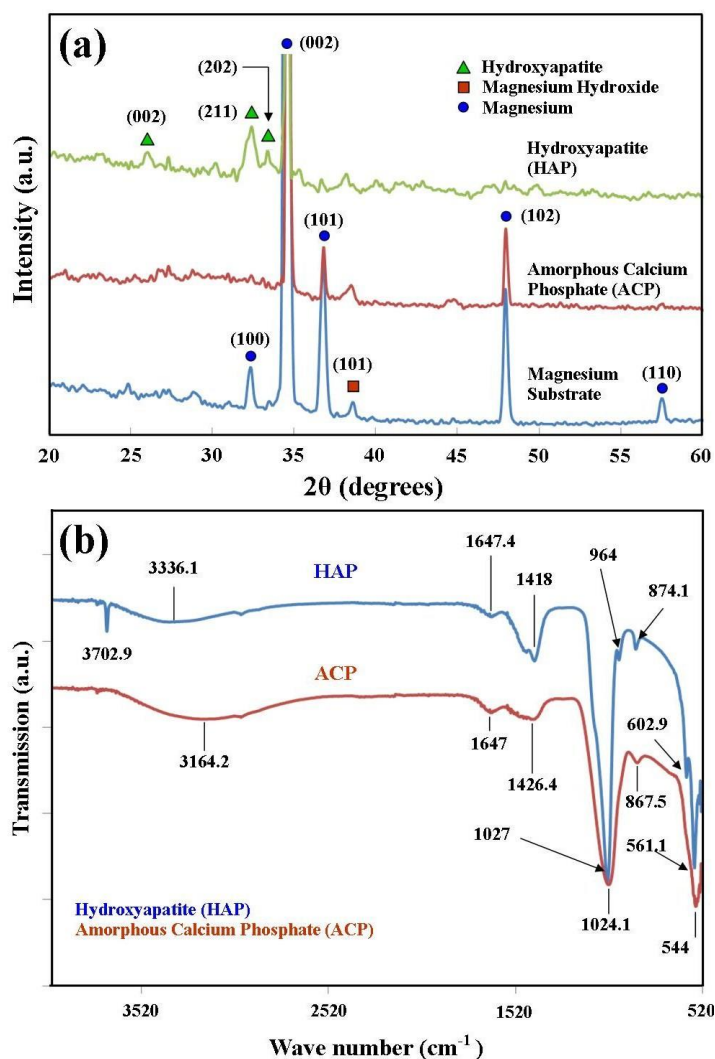 (a)
(002)
(202)
Hydroxyapatite
Magnesium Hydroxide
Magnesium
(002)
(211)
Hydroxyapatite
(HAP)
(101)
(102)
Amorphous Calcium
Phosphate (ACP)
(100)
(101)
Magnesium
Substrate
(110)
Intensity (a.u.)
20 25 30 35 40 45 50 55 60
2θ (degrees)
(b)
3336.1
HAP
1647.4
1418
964
874.1
3702.9
ACP
3164.2
1647
1426.4
602.9
867.5
1027
561.1
1024.1
544
Hydroxyapatite (HAP)
Amorphous Calcium Phosphate (ACP)
Transmission (a.u.)
3520 2520 1520 520
Wave number (cm⁻¹)